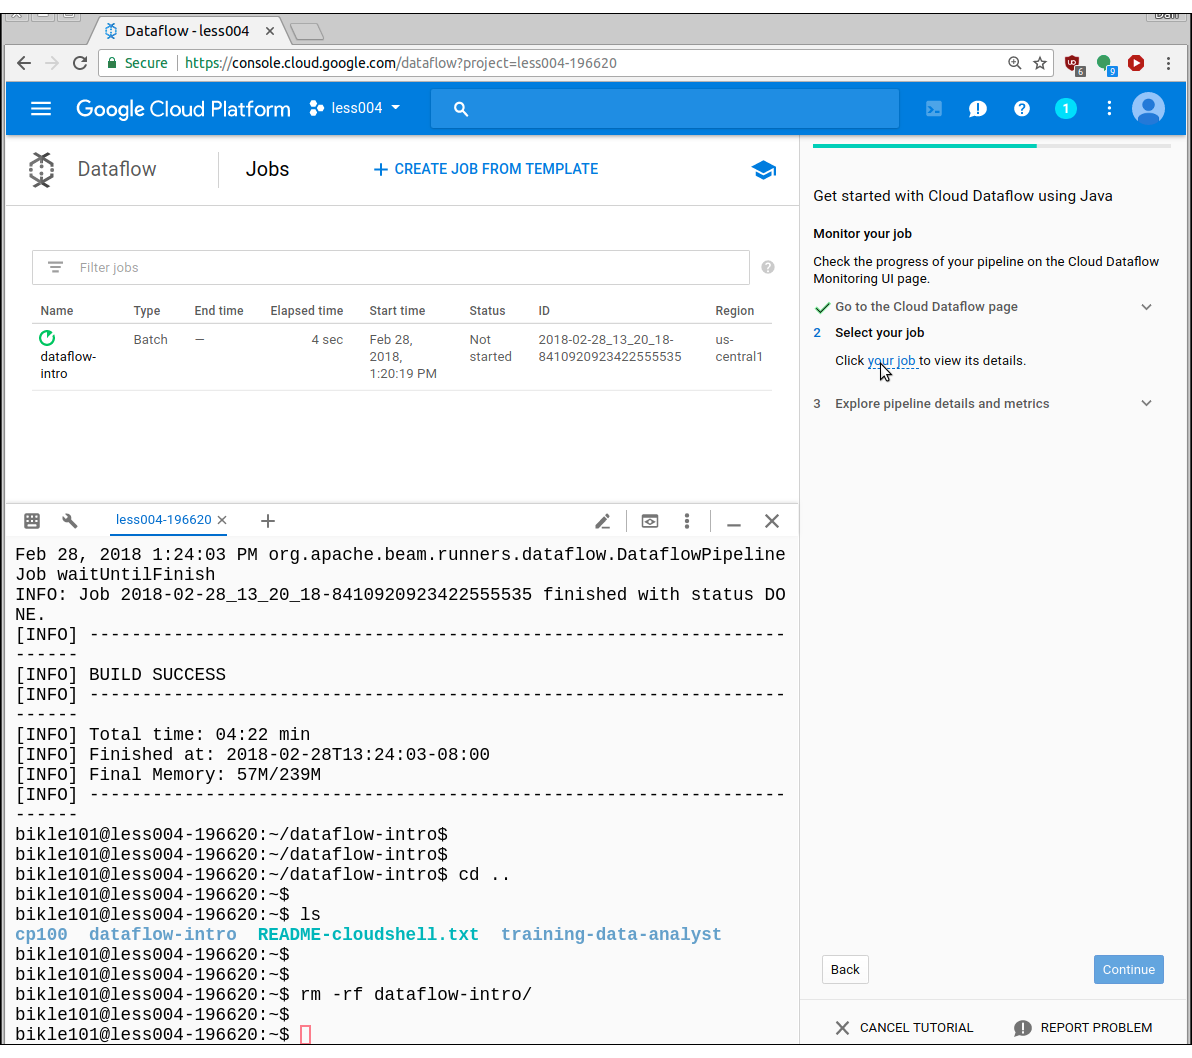 Dataflow - less004
Secure
https://console.cloud.google.com/dataflow?project=less004-196620
6
9
Google Cloud Platform
less004
1
Dataflow
Jobs
CREATE JOB FROM TEMPLATE
Filter jobs
Name Type End time Elapsed time Start time Status ID Region
dataflow-
intro
Batch
—
4 sec
Feb 28,
2018,
1:20:19 PM
Not
started
2018-02-28_13_20_18-
8410920923422555535
us-
central1
Get started with Cloud Dataflow using Java
Monitor your job
Check the progress of your pipeline on the Cloud Dataflow
Monitoring UI page.
Go to the Cloud Dataflow page
2 Select your job
Click your job to view its details.
3 Explore pipeline details and metrics
less004-196620
Feb 28, 2018 1:24:03 PM org.apache.beam.runners.dataflow.DataflowPipeline
Job waitUntilFinish
INFO: Job 2018-02-28_13_20_18-8410920923422555535 finished with status DO
NE.
[INFO] ------------------------------------------------------------------
------
[INFO] BUILD SUCCESS
[INFO] ------------------------------------------------------------------
------
[INFO] Total time: 04:22 min
[INFO] Finished at: 2018-02-28T13:24:03-08:00
[INFO] Final Memory: 57M/239M
[INFO] ------------------------------------------------------------------
------
bikle101@less004-196620:~/dataflow-intro$
bikle101@less004-196620:~/dataflow-intro$
bikle101@less004-196620:~/dataflow-intro$ cd ..
bikle101@less004-196620:~$
bikle101@less004-196620:~$ ls
cp100 dataflow-intro README-cloudshell.txt training-data-analyst
bikle101@less004-196620:~$
bikle101@less004-196620:~$
bikle101@less004-196620:~$ rm -rf dataflow-intro/
bikle101@less004-196620:~$
bikle101@less004-196620:~$
Back
Continue
CANCEL TUTORIAL
REPORT PROBLEM